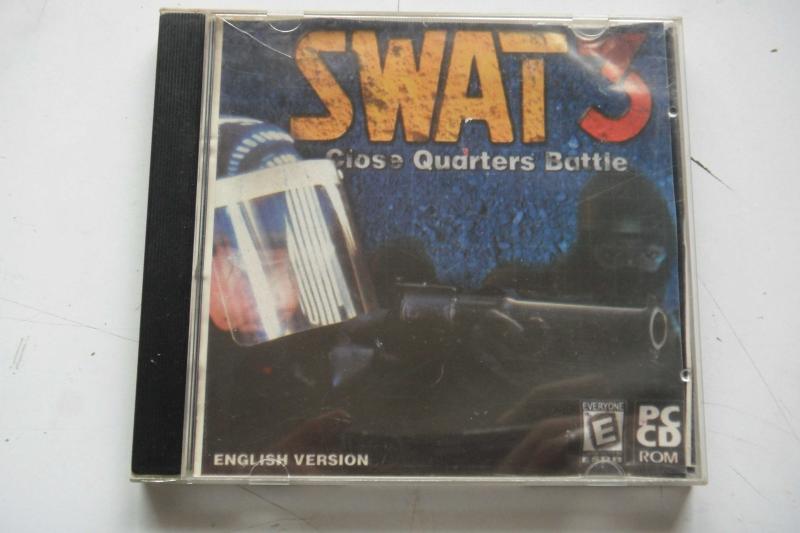 SWAT 3
Close Quarters Battle
EVERYONE
E
ESRB
PC
CD
ROM
ENGLISH VERSION